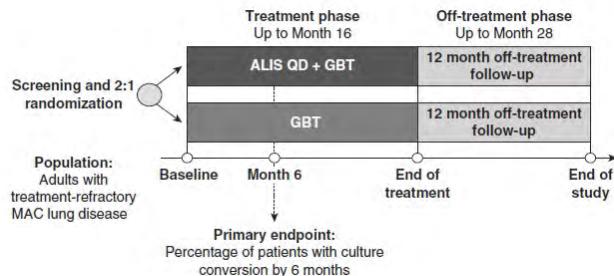 Treatment phase
Up to Month 16
Off-treatment phase
Up to Month 28
Screening and 2:1
randomization
ALIS QD + GBT
12 month off-treatment
follow-up
GBT
12 month off-treatment
follow-up
Population:
Adults with
treatment-refractory
MAC lung disease
Baseline
Month 6
End of
treatment
End of
study
Primary endpoint:
Percentage of patients with culture
conversion by 6 months